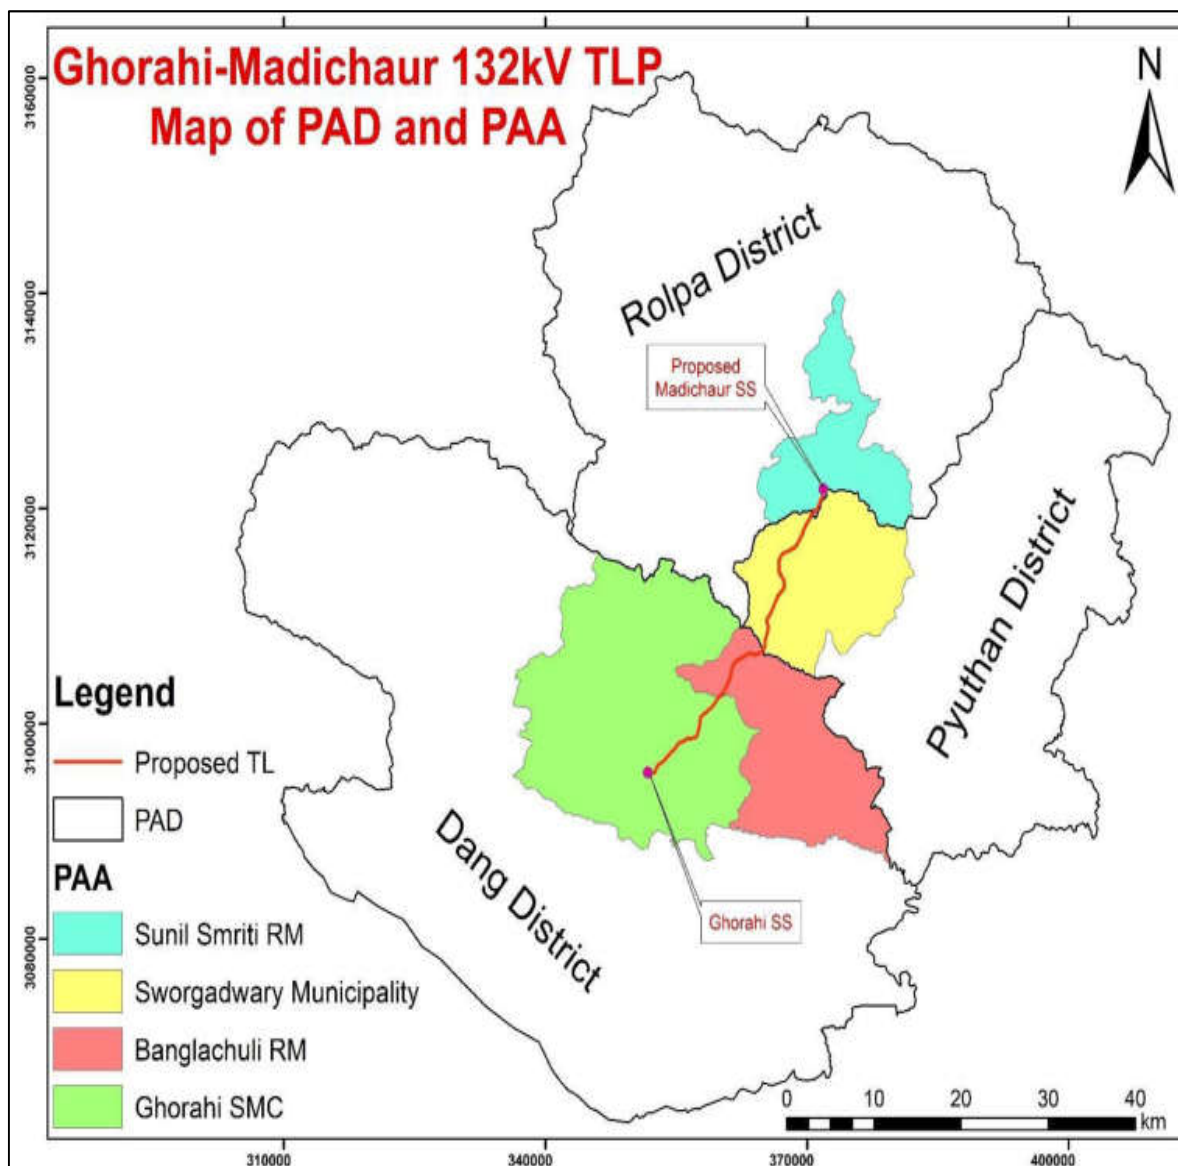 Ghorahi-Madichaur 132kV TLP
Map of PAD and PAA
N
3160000
3140000
3120000
3100000
3080000
Rolpa District
Proposed
Madichaur SS
Pyuthan District
Dang District
Ghorahi SS
Legend
Proposed TL
PAD
PAA
Sunil Smriti RM
Sworgadwary Municipality
Banglachuli RM
Ghorahi SMC
0 5 10 20 30 40
km
310000 340000 370000 400000